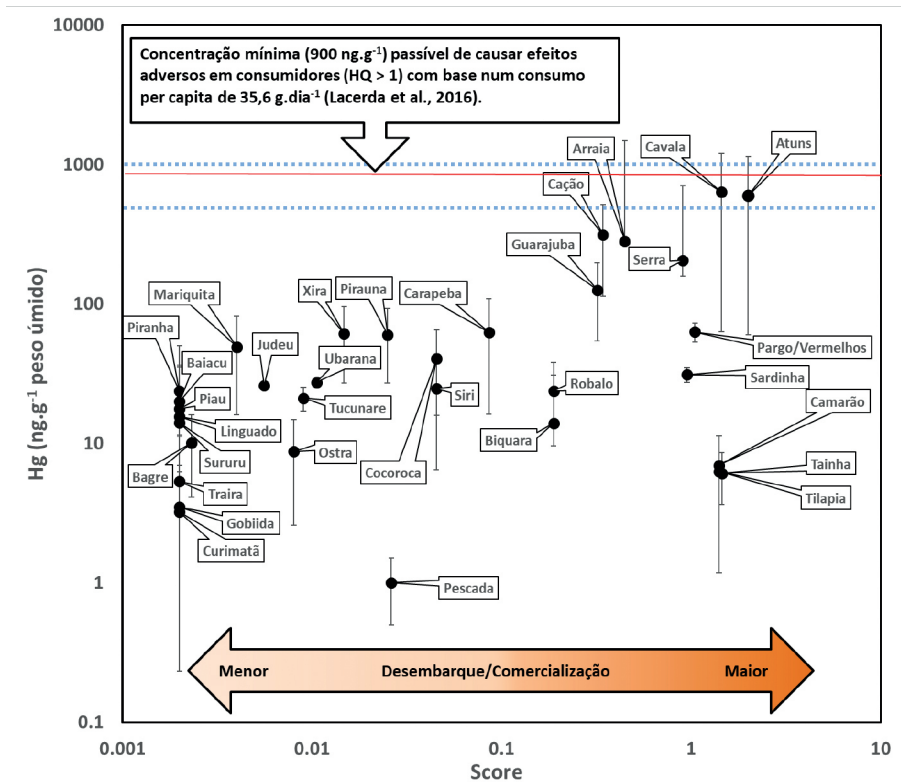 10000
Concentração mínima (900 ng.g-1) passível de causar efeitos
adversos em consumidores (HQ > 1) com base num consumo
per capita de 35,6 g.dia-1 (Lacerda et al., 2016).
1000
Arraia
Cavala
Atuns
Cação
Guarajuba
Serra
Hg (ng.g-1 peso úmido)
100
Mariquita
Xira
Pirauna
Carapeba
Piranha
Baiacu
Judeu
Ubarana
Pargo/Vermelhos
Piau
Tucunare
Siri
Robalo
Sardinha
Linguado
Camarão
10
Sururu
Ostra
Biquara
Bagre
Cocoroca
Tainha
Traira
Tilapia
Gobiida
Curimatã
1
Pescada
Menor
Desembarque/Comercialização
Maior
0.1
0.001
0.01
0.1
1
10
Score